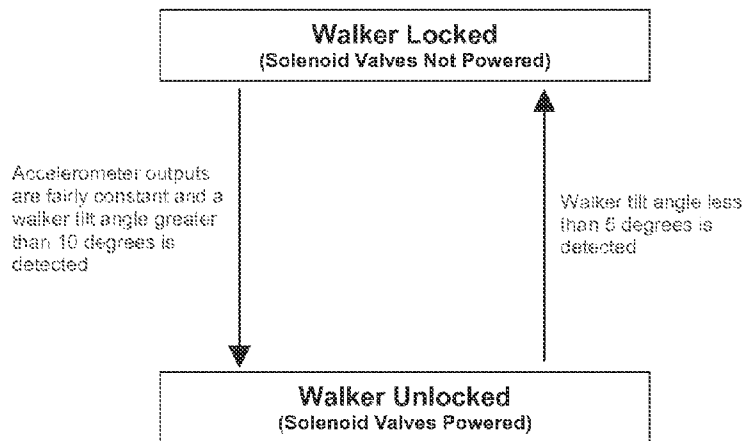 Walker Locked
(Solenoid Valves Not Powered)
Accelerometer outputs
are fairly constant and a
walker tilt angle greater
than 10 degrees is
detected
Walker tilt angle less
than 5 degrees is
detected
Walker Unlocked
(Solenoid Valves Powered)